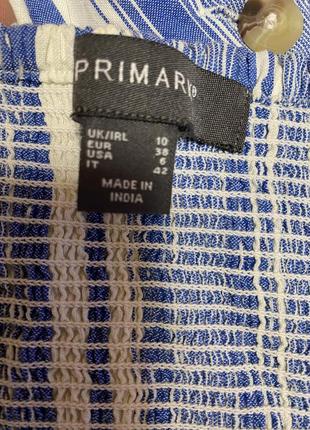 PRIMARK
UK/IRL 10
EUR 38
USA 6
IT 42
MADE IN
INDIA